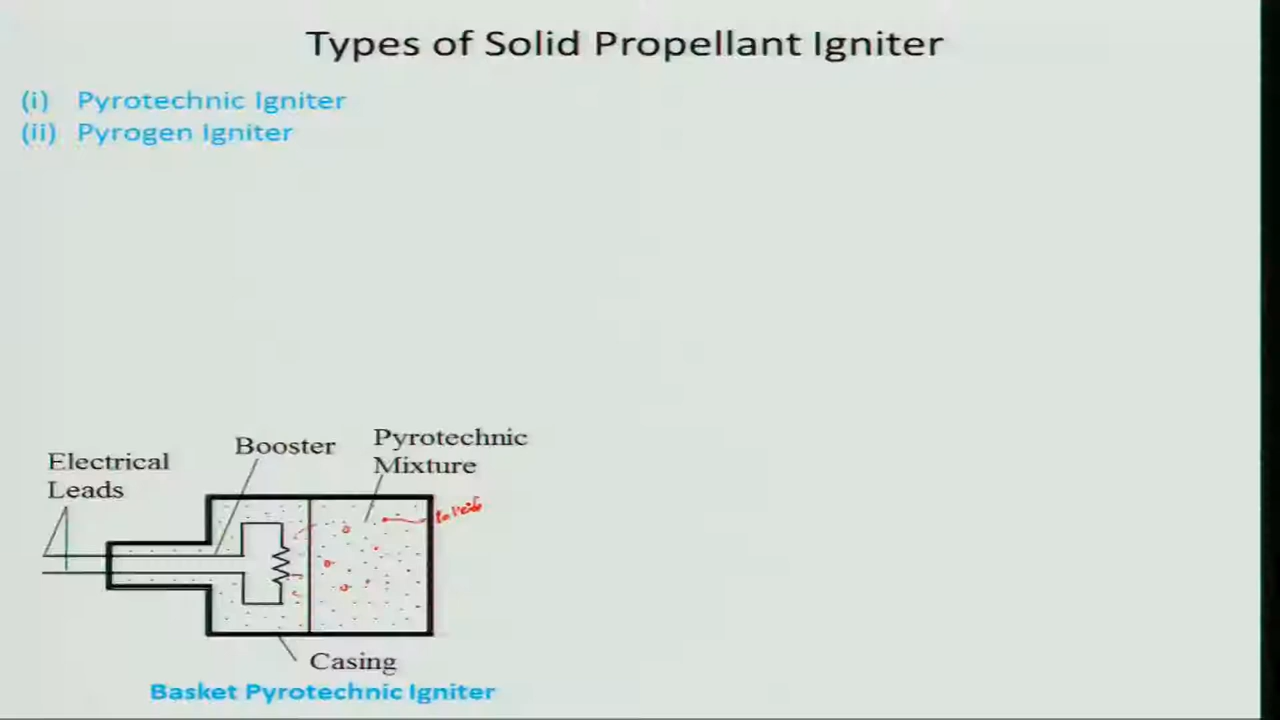 Types of Solid Propellant Igniter
(i) Pyrotechnic Igniter
(ii) Pyrogen Igniter
Electrical
Leads
Booster
Pyrotechnic
Mixture
Casing
Basket Pyrotechnic Igniter